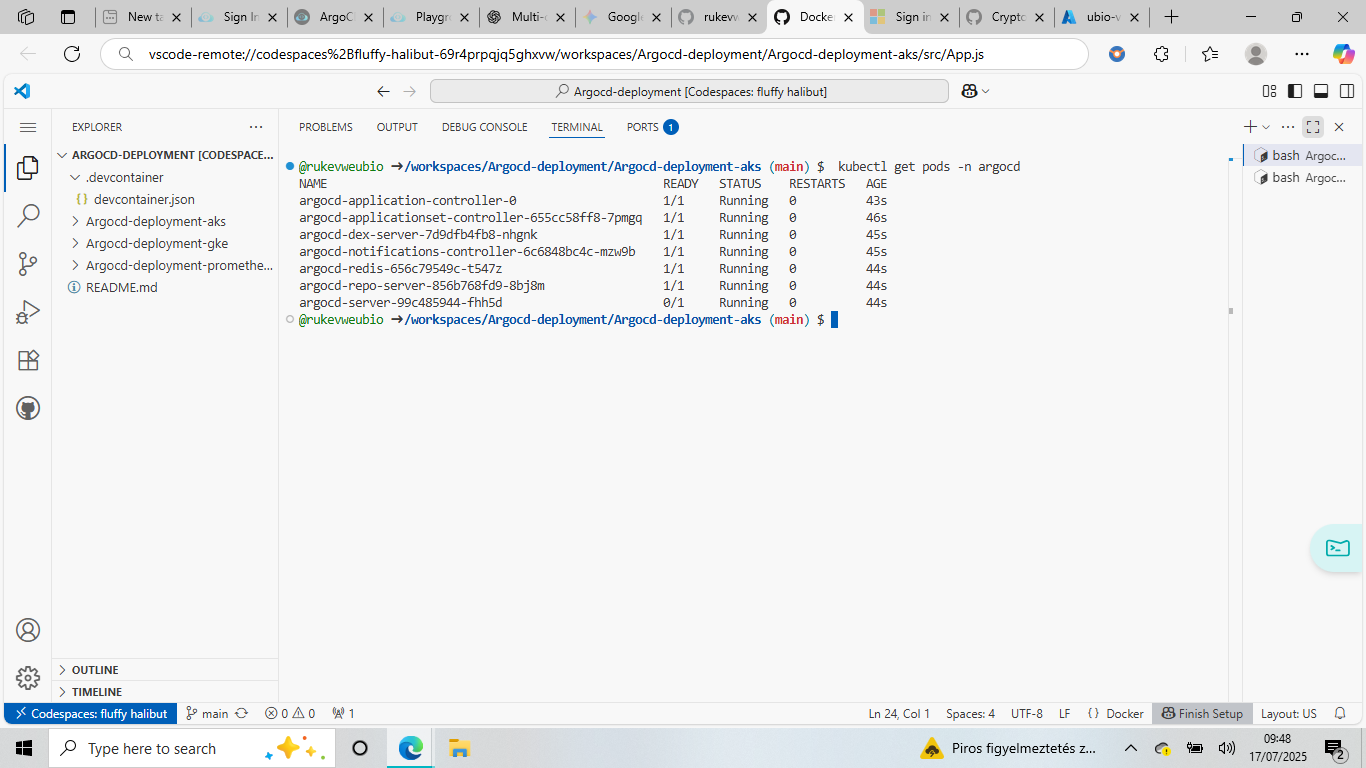 New ta
Sign In
ArgoC
Playgr
Multi-c
Google
rukevw
Docke
Sign in
Crypto
ubio-v
vscode-remote://codespaces%2Bfluffy-halibut-69r4prpqjq5ghxvw/workspaces/Argocd-deployment/Argocd-deployment-aks/src/App.js
Argocd-deployment [Codespaces: fluffy halibut]
EXPLORER
PROBLEMS OUTPUT DEBUG CONSOLE TERMINAL PORTS 1
ARGOCD-DEPLOYMENT [CODESPACE...
.devcontainer
{} devcontainer.json
Argocd-deployment-aks
Argocd-deployment-gke
Argocd-deployment-promethe...
README.md
@rukevweubio ➜/workspaces/Argocd-deployment/Argocd-deployment-aks (main) $  kubectl get pods -n argocd
NAME READY STATUS RESTARTS AGE
argocd-application-controller-0 1/1 Running 0 43s
argocd-applicationset-controller-655cc58ff8-7pmgq 1/1 Running 0 46s
argocd-dex-server-7d9dfb4fb8-nhgnk 1/1 Running 0 45s
argocd-notifications-controller-6c6848bc4c-mzw9b 1/1 Running 0 45s
argocd-redis-656c79549c-t547z 1/1 Running 0 44s
argocd-repo-server-856b768fd9-8bj8m 1/1 Running 0 44s
argocd-server-99c485944-fhh5d 0/1 Running 0 44s
@rukevweubio ➜/workspaces/Argocd-deployment/Argocd-deployment-aks (main) $
bash Argoc...
bash Argoc...
OUTLINE
TIMELINE
Codespaces: fluffy halibut main 0 0 1 Ln 24, Col 1 Spaces: 4 UTF-8 LF {} Docker Finish Setup Layout: US
Type here to search
Piros figyelmeztetés z...
09:48
17/07/2025
2